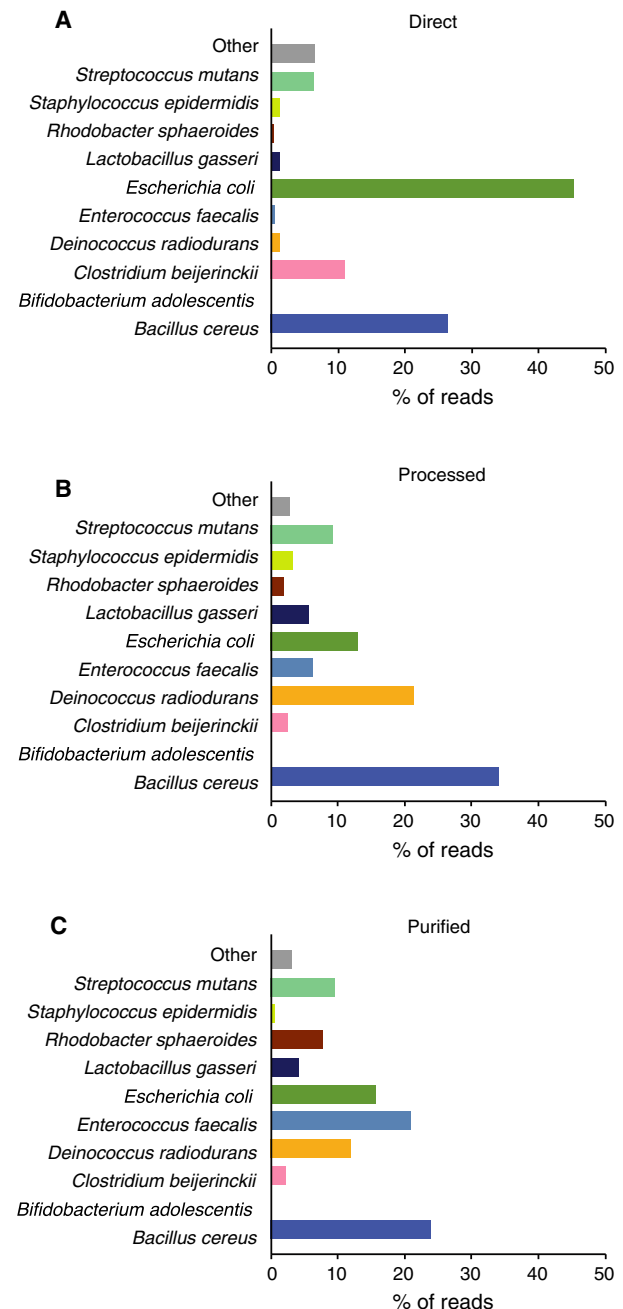 A
Direct
Other
Streptococcus mutans
Staphylococcus epidermidis
Rhodobacter sphaeroides
Lactobacillus gasseri
Escherichia coli
Enterococcus faecalis
Deinococcus radiodurans
Clostridium beijerinckii
Bifidobacterium adolescentis
Bacillus cereus
0 10 20 30 40 50
% of reads
B
Processed
Other
Streptococcus mutans
Staphylococcus epidermidis
Rhodobacter sphaeroides
Lactobacillus gasseri
Escherichia coli
Enterococcus faecalis
Deinococcus radiodurans
Clostridium beijerinckii
Bifidobacterium adolescentis
Bacillus cereus
0 10 20 30 40 50
% of reads
C
Purified
Other
Streptococcus mutans
Staphylococcus epidermidis
Rhodobacter sphaeroides
Lactobacillus gasseri
Escherichia coli
Enterococcus faecalis
Deinococcus radiodurans
Clostridium beijerinckii
Bifidobacterium adolescentis
Bacillus cereus
0 10 20 30 40 50
% of reads